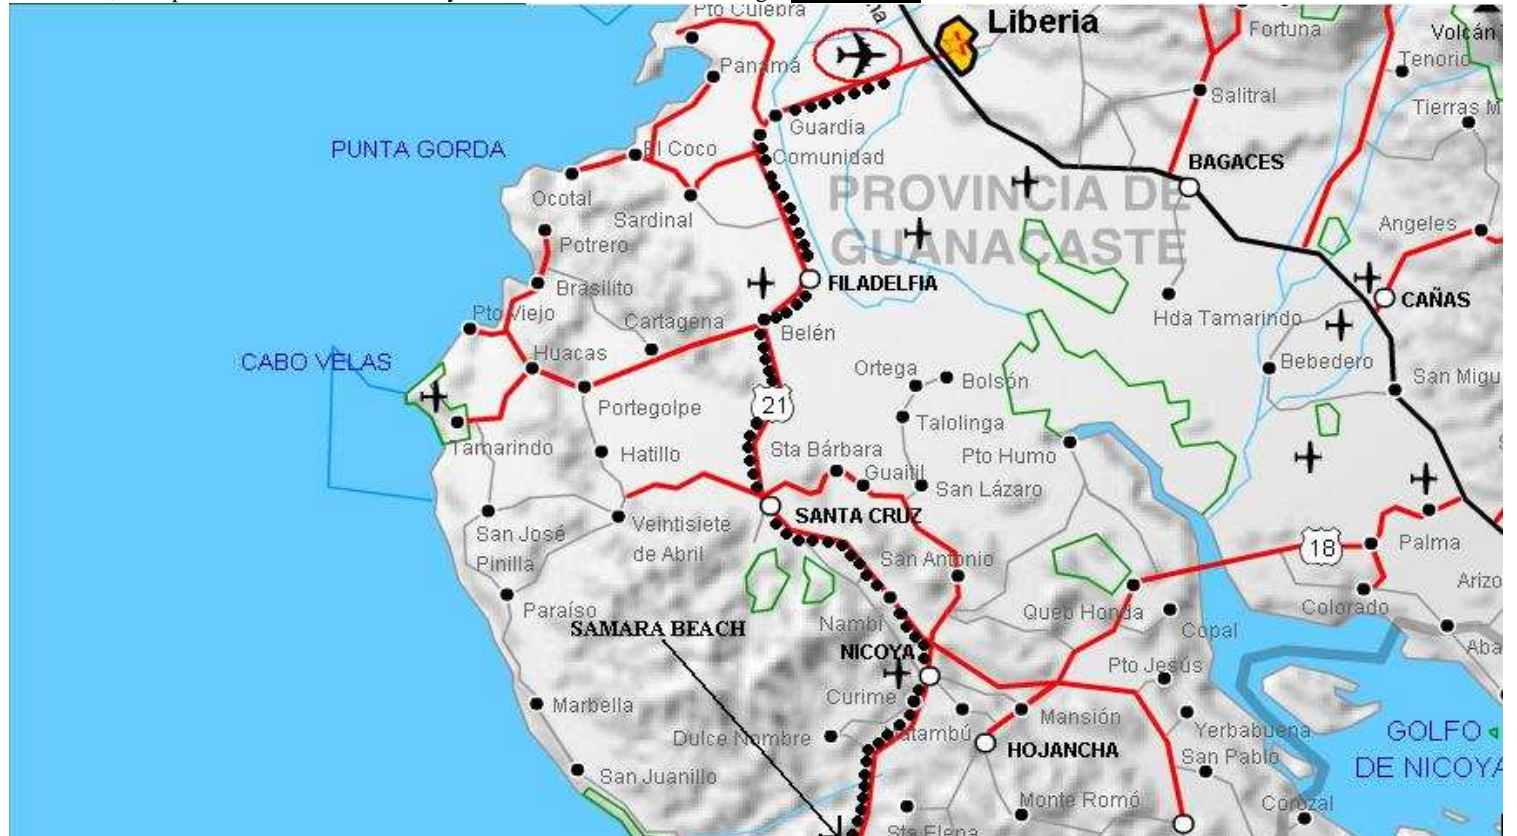 Pto Culebra
Liberia
Fortuna
Volcán
Tenorio
Panamá
Salitral
Tierras M
Guardia
PUNTA GORDA
El Coco
Comunidad
BAGACES
PROVINCIA DE
GUANACASTE
Ocotal
Sardinal
Angeles
Potrero
FILADELFIA
Brasilito
CAÑAS
Pto Viejo
Cartagena
Belén
Hda Tamarindo
Huacas
CABO VELAS
Ortega
Bolsón
Bebedero
San Migu
Portegolpe
21
Talolinga
Tamarindo
Hatillo
Sta Bárbara
Guaitil
Pto Humo
San Lázaro
SANTA CRUZ
Veintisiete
de Abril
San José
Pinilla
San Antonio
18
Palma
Arizo
Colorado
Paraíso
SAMARA BEACH
Nambí
Queb Honda
Copal
Aba
NICOYA
Pto Jesús
Curime
Marbella
Mansión
Yerbabuena
Dulce Nombre
Matambú
HOJANCHA
San Pablo
GOLFO
DE NICOYA
San Juanillo
Monte Romó
Corozal
Sta Elena